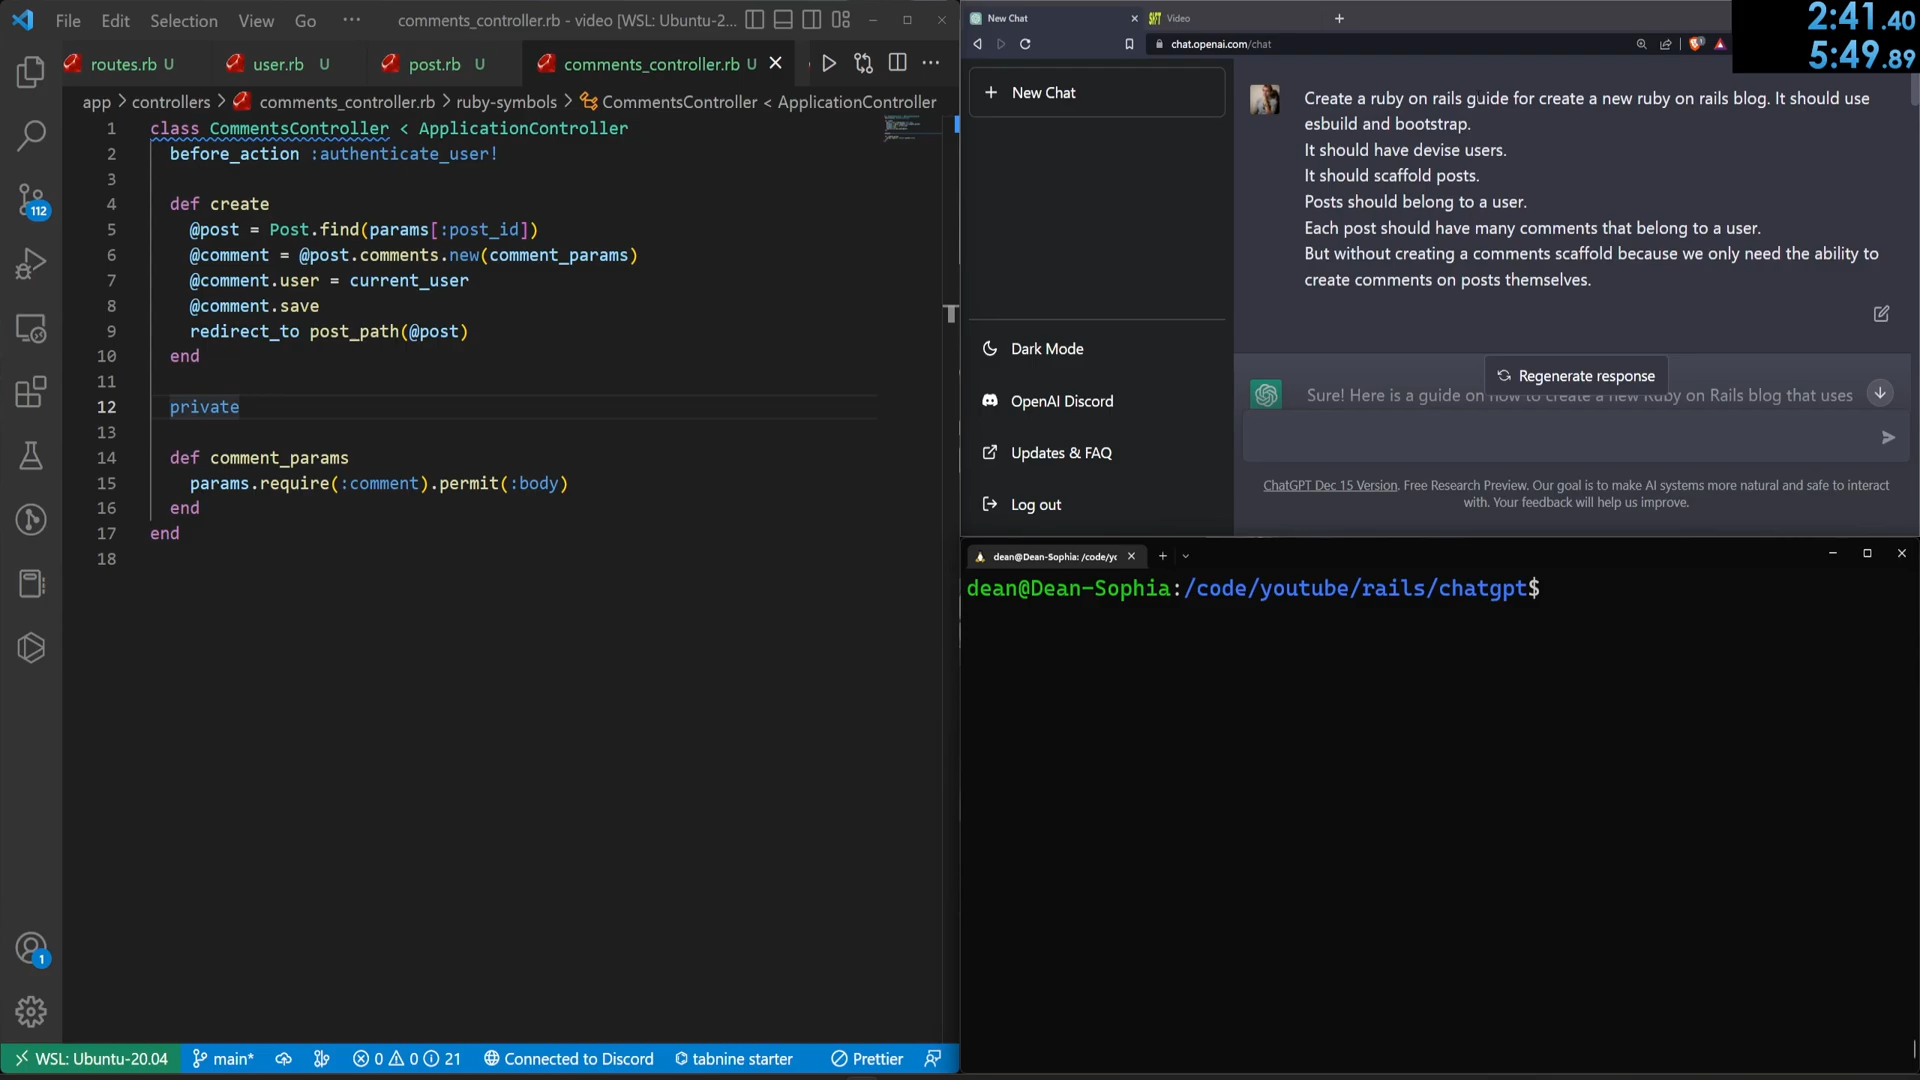 File Edit Selection View Go ··· comments_controller.rb - video [WSL: Ubuntu-2...
routes.rb U user.rb U post.rb U comments_controller.rb U
app > controllers > comments_controller.rb > ruby-symbols > CommentsController < ApplicationController
1 class CommentsController < ApplicationController
2 before_action :authenticate_user!
3
4 def create
5 @post = Post.find(params[:post_id])
6 @comment = @post.comments.new(comment_params)
7 @comment.user = current_user
8 @comment.save
9 redirect_to post_path(@post)
10 end
11
12 private
13
14 def comment_params
15 params.require(:comment).permit(:body)
16 end
17 end
18
112
1
WSL: Ubuntu-20.04 main* 0 0 21 Connected to Discord tabnine starter Prettier
New Chat Video
chat.openai.com/chat
2:41.40
5:49.89
New Chat
Dark Mode
OpenAI Discord
Updates & FAQ
Log out
Create a ruby on rails guide for create a new ruby on rails blog. It should use
esbuild and bootstrap.
It should have devise users.
It should scaffold posts.
Posts should belong to a user.
Each post should have many comments that belong to a user.
But without creating a comments scaffold because we only need the ability to
create comments on posts themselves.
Regenerate response
Sure! Here is a guide on how to create a new Ruby on Rails blog that uses
ChatGPT Dec 15 Version. Free Research Preview. Our goal is to make AI systems more natural and safe to interact
with. Your feedback will help us improve.
dean@Dean-Sophia: /code/yc
dean@Dean-Sophia:/code/youtube/rails/chatgpt$